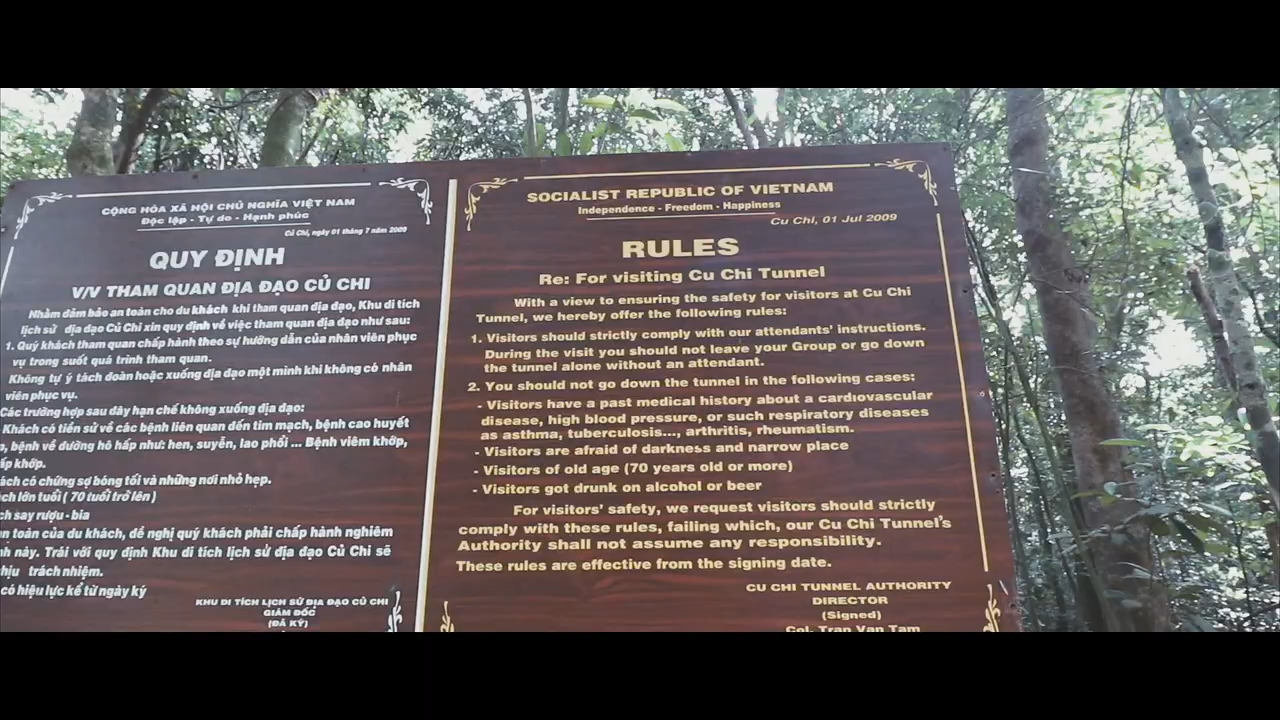 CỘNG HÒA XÃ HỘI CHỦ NGHĨA VIỆT NAM
Độc lập - Tự do - Hạnh phúc
Củ Chi, ngày 01 tháng 7 năm 2009
QUY ĐỊNH
V/V THAM QUAN ĐỊA ĐẠO CỦ CHI
Nhằm đảm bảo an toàn cho du khách khi tham quan địa đạo, Khu di tích
lịch sử địa đạo Củ Chi xin quy định về việc tham quan địa đạo như sau:
1. Quý khách tham quan chấp hành theo sự hướng dẫn của nhân viên phục
vụ trong suốt quá trình tham quan.
Không tự ý tách đoàn hoặc xuống địa đạo một mình khi không có nhân
viên phục vụ.
Các trường hợp sau đây hạn chế không xuống địa đạo:
Khách có tiền sử về các bệnh liên quan đến tim mạch, bệnh cao huyết
bệnh về đường hô hấp như: hen, suyễn, lao phổi ... Bệnh viêm khớp,
khớp.
có chứng sợ bóng tối và những nơi nhỏ hẹp.
lớn tuổi ( 70 tuổi trở lên )
say rượu - bia
toàn của du khách, đề nghị quý khách phải chấp hành nghiêm
này. Trái với quy định Khu di tích lịch sử địa đạo Củ Chi sẽ
trách nhiệm.
có hiệu lực kể từ ngày ký
KHU DI TÍCH LỊCH SỬ ĐỊA ĐẠO CỦ CHI
GIÁM ĐỐC
(ĐÃ KÝ)
SOCIALIST REPUBLIC OF VIETNAM
Independence - Freedom - Happiness
Cu Chi, 01 Jul 2009
RULES
Re: For visiting Cu Chi Tunnel
With a view to ensuring the safety for visitors at Cu Chi
Tunnel, we hereby offer the following rules:
1. Visitors should strictly comply with our attendants' instructions.
During the visit you should not leave your Group or go down
the tunnel alone without an attendant.
2. You should not go down the tunnel in the following cases:
- Visitors have a past medical history about a cardiovascular
disease, high blood pressure, or such respiratory diseases
as asthma, tuberculosis..., arthritis, rheumatism.
- Visitors are afraid of darkness and narrow place
- Visitors of old age (70 years old or more)
- Visitors got drunk on alcohol or beer
For visitors' safety, we request visitors should strictly
comply with these rules, failing which, our Cu Chi Tunnel's
Authority shall not assume any responsibility.
These rules are effective from the signing date.
CU CHI TUNNEL AUTHORITY
DIRECTOR
(Signed)
Col. Tran Van Tam